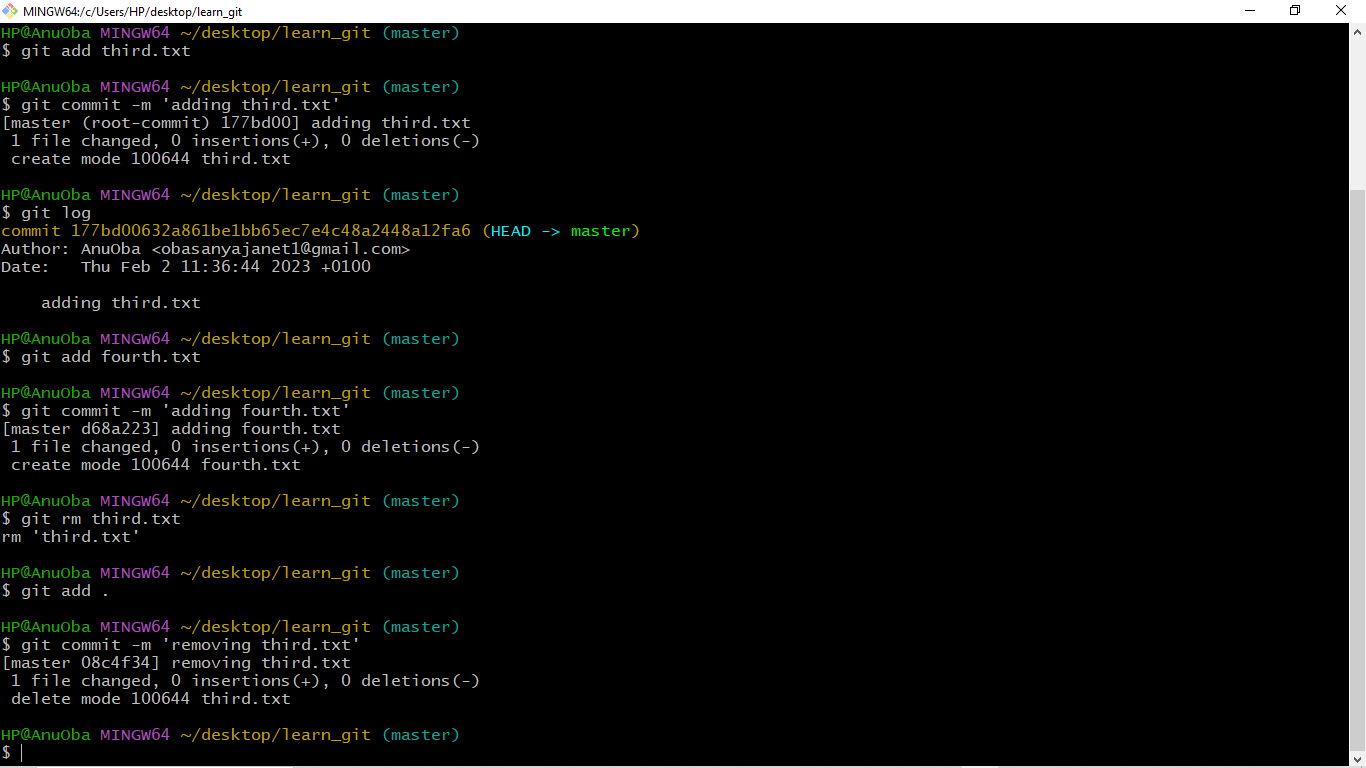 MINGW64:/c/Users/HP/desktop/learn_git
HP@AnuOba MINGW64 ~/desktop/learn_git (master)
$ git add third.txt
HP@AnuOba MINGW64 ~/desktop/learn_git (master)
$ git commit -m 'adding third.txt'
[master (root-commit) 177bd00] adding third.txt
 1 file changed, 0 insertions(+), 0 deletions(-)
 create mode 100644 third.txt
HP@AnuOba MINGW64 ~/desktop/learn_git (master)
$ git log
commit 177bd00632a861be1bb65ec7e4c48a2448a12fa6 (HEAD -> master)
Author: AnuOba <obasanyajanet1@gmail.com>
Date:   Thu Feb 2 11:36:44 2023 +0100
    adding third.txt
HP@AnuOba MINGW64 ~/desktop/learn_git (master)
$ git add fourth.txt
HP@AnuOba MINGW64 ~/desktop/learn_git (master)
$ git commit -m 'adding fourth.txt'
[master d68a223] adding fourth.txt
 1 file changed, 0 insertions(+), 0 deletions(-)
 create mode 100644 fourth.txt
HP@AnuOba MINGW64 ~/desktop/learn_git (master)
$ git rm third.txt
rm 'third.txt'
HP@AnuOba MINGW64 ~/desktop/learn_git (master)
$ git add .
HP@AnuOba MINGW64 ~/desktop/learn_git (master)
$ git commit -m 'removing third.txt'
[master 08c4f34] removing third.txt
 1 file changed, 0 insertions(+), 0 deletions(-)
 delete mode 100644 third.txt
HP@AnuOba MINGW64 ~/desktop/learn_git (master)
$